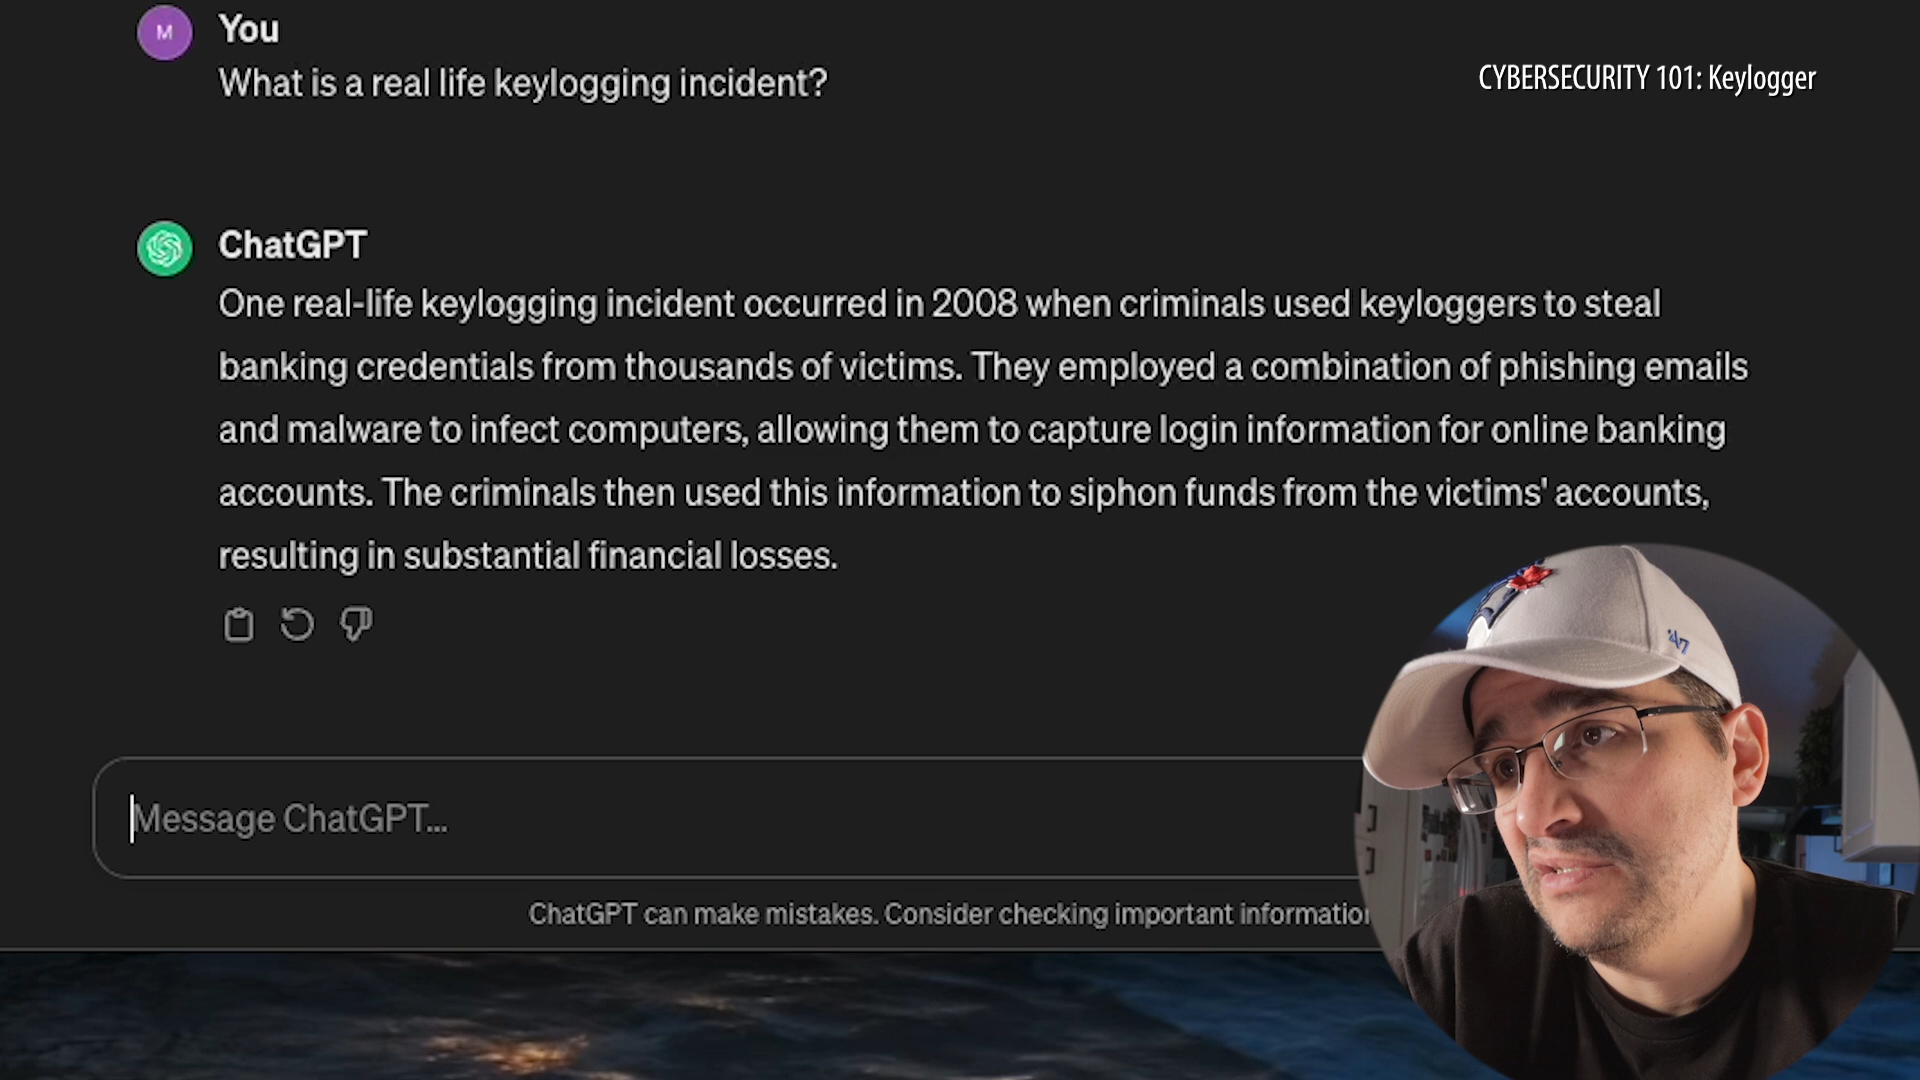 M
You
What is a real life keylogging incident?
CYBERSECURITY 101: Keylogger
ChatGPT
One real-life keylogging incident occurred in 2008 when criminals used keyloggers to steal
banking credentials from thousands of victims. They employed a combination of phishing emails
and malware to infect computers, allowing them to capture login information for online banking
accounts. The criminals then used this information to siphon funds from the victims' accounts,
resulting in substantial financial losses.
Message ChatGPT...
ChatGPT can make mistakes. Consider checking important information
'47